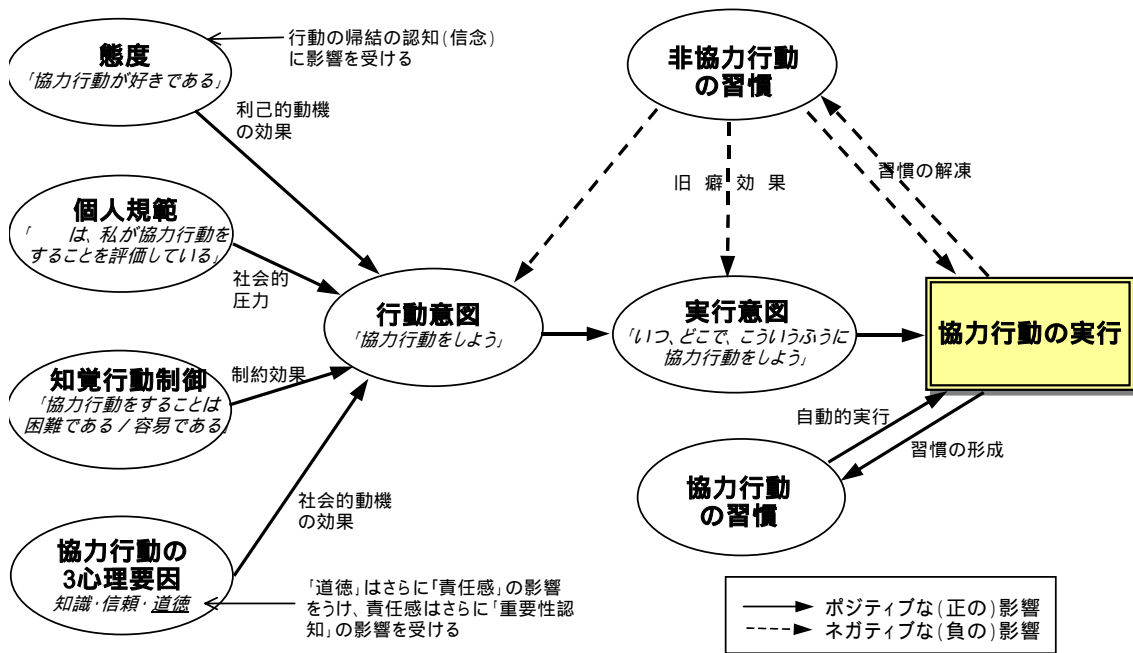 態度
「協力行動が好きである」
行動の帰結の認知(信念)
に影響を受ける
利己的動機
の効果
個人規範
「　　は、私が協力行動を
することを評価している」
社会的
圧力
知覚行動制御
「協力行動をすることは
困難である / 容易である」
制約効果
協力行動の
3心理要因
知識・信頼・道徳
社会的動機
の効果
「道徳」はさらに「責任感」の影響
をうけ、責任感はさらに「重要性認
知」の影響を受ける
行動意図
「協力行動をしよう」
非協力行動
の習慣
旧 癖 効 果
習慣の解凍
実行意図
「いつ、どこで、こういうふうに
協力行動をしよう」
協力行動の実行
自動的実行
習慣の形成
協力行動
の習慣
ポジティブな(正の)影響
ネガティブな(負の)影響